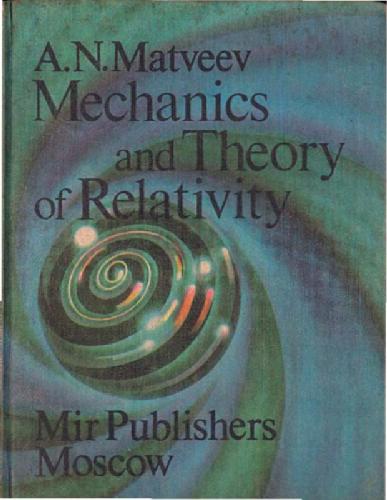 A.N.Matveev
Mechanics
and Theory
of Relativity
Mir Publishers
Moscow